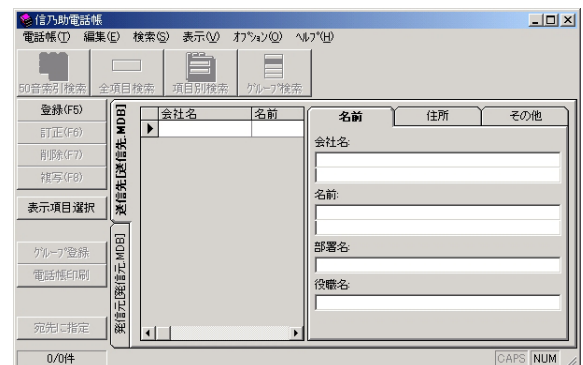 信乃助電話帳
電話帳(T) 編集(E) 検索(S) 表示(V) オプション(O) ヘルプ(H)
50音索引検索 全項目検索 項目別検索 グループ検索
登録(F5)
訂正(F6)
削除(F7)
複写(F8)
表示項目選択
グループ登録
電話帳印刷
宛先に指定
送信先[送信先.MDB]
発信元[発信元.MDB]
会社名 名前
名前 住所 その他
会社名:
名前:
部署名:
役職名:
0/0件
CAPS NUM